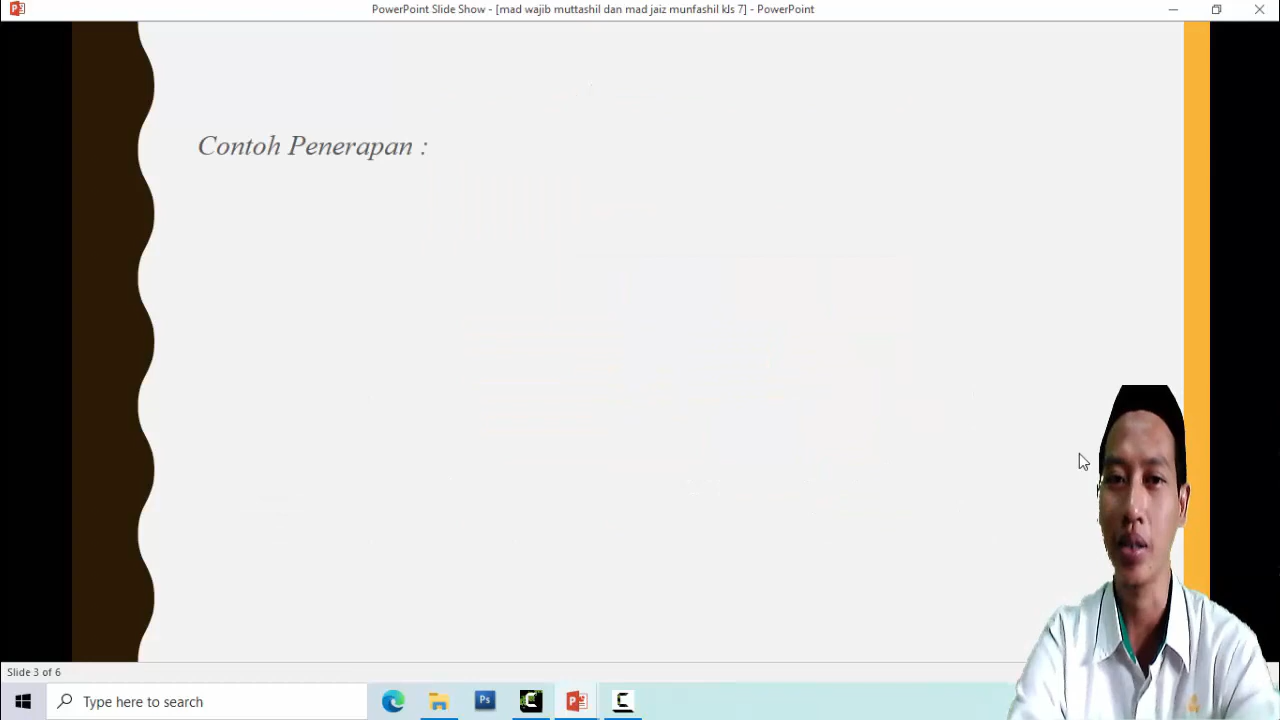 PowerPoint Slide Show - [mad wajib muttashil dan mad jaiz munfashil kls 7] - PowerPoint
Contoh Penerapan :
Slide 3 of 6
Type here to search
Ps